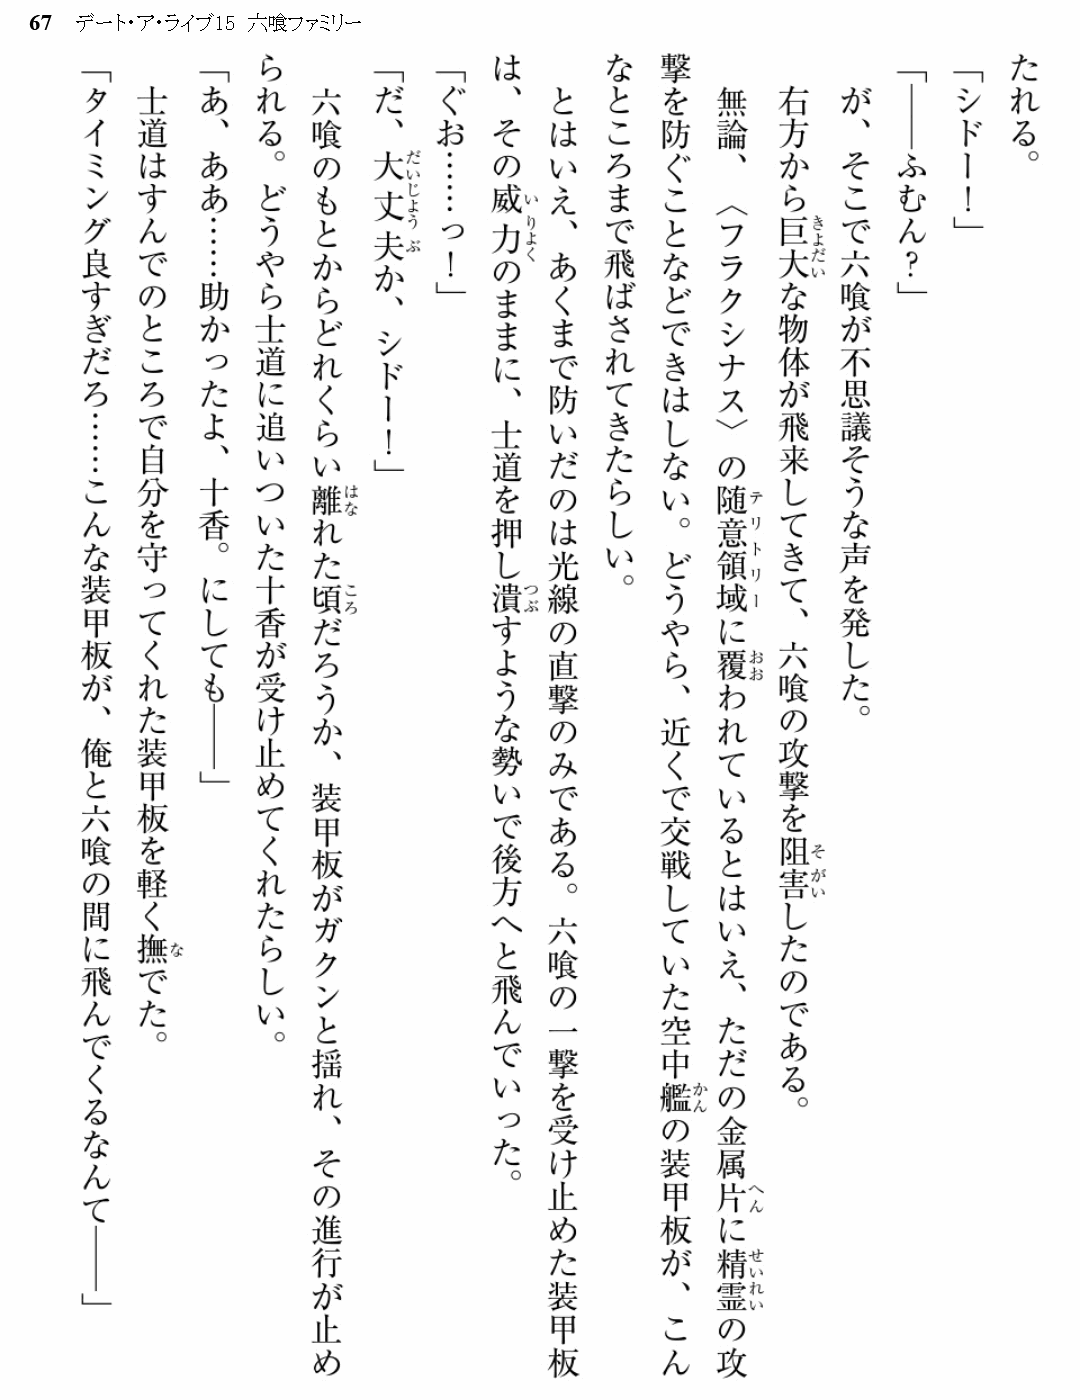 67 デート・ア・ライブ15 六喰ファミリー
たれる。
「シドー！」
「――ふむん？」
が、そこで六喰が不思議そうな声を発した。
右方から巨大な物体が飛来してきて、六喰の攻撃を阻害したのである。
無論、〈フラクシナス〉の随意領域に覆われているとはいえ、ただの金属片に精霊の攻
撃を防ぐことなどできはしない。どうやら、近くで交戦していた空中艦の装甲板が、こん
なところまで飛ばされてきたらしい。
とはいえ、あくまで防いだのは光線の直撃のみである。六喰の一撃を受け止めた装甲板
は、その威力のままに、士道を押し潰すような勢いで後方へと飛んでいった。
「ぐお……っ！」
「だ、大丈夫か、シドー！」
六喰のもとからどれくらい離れた頃だろうか、装甲板がガクンと揺れ、その進行が止め
られる。どうやら士道に追いついた十香が受け止めてくれたらしい。
「あ、ああ……助かったよ、十香。にしても――」
士道はすんでのところで自分を守ってくれた装甲板を軽く撫でた。
「タイミング良すぎだろ……こんな装甲板が、俺と六喰の間に飛んでくるなんて――」